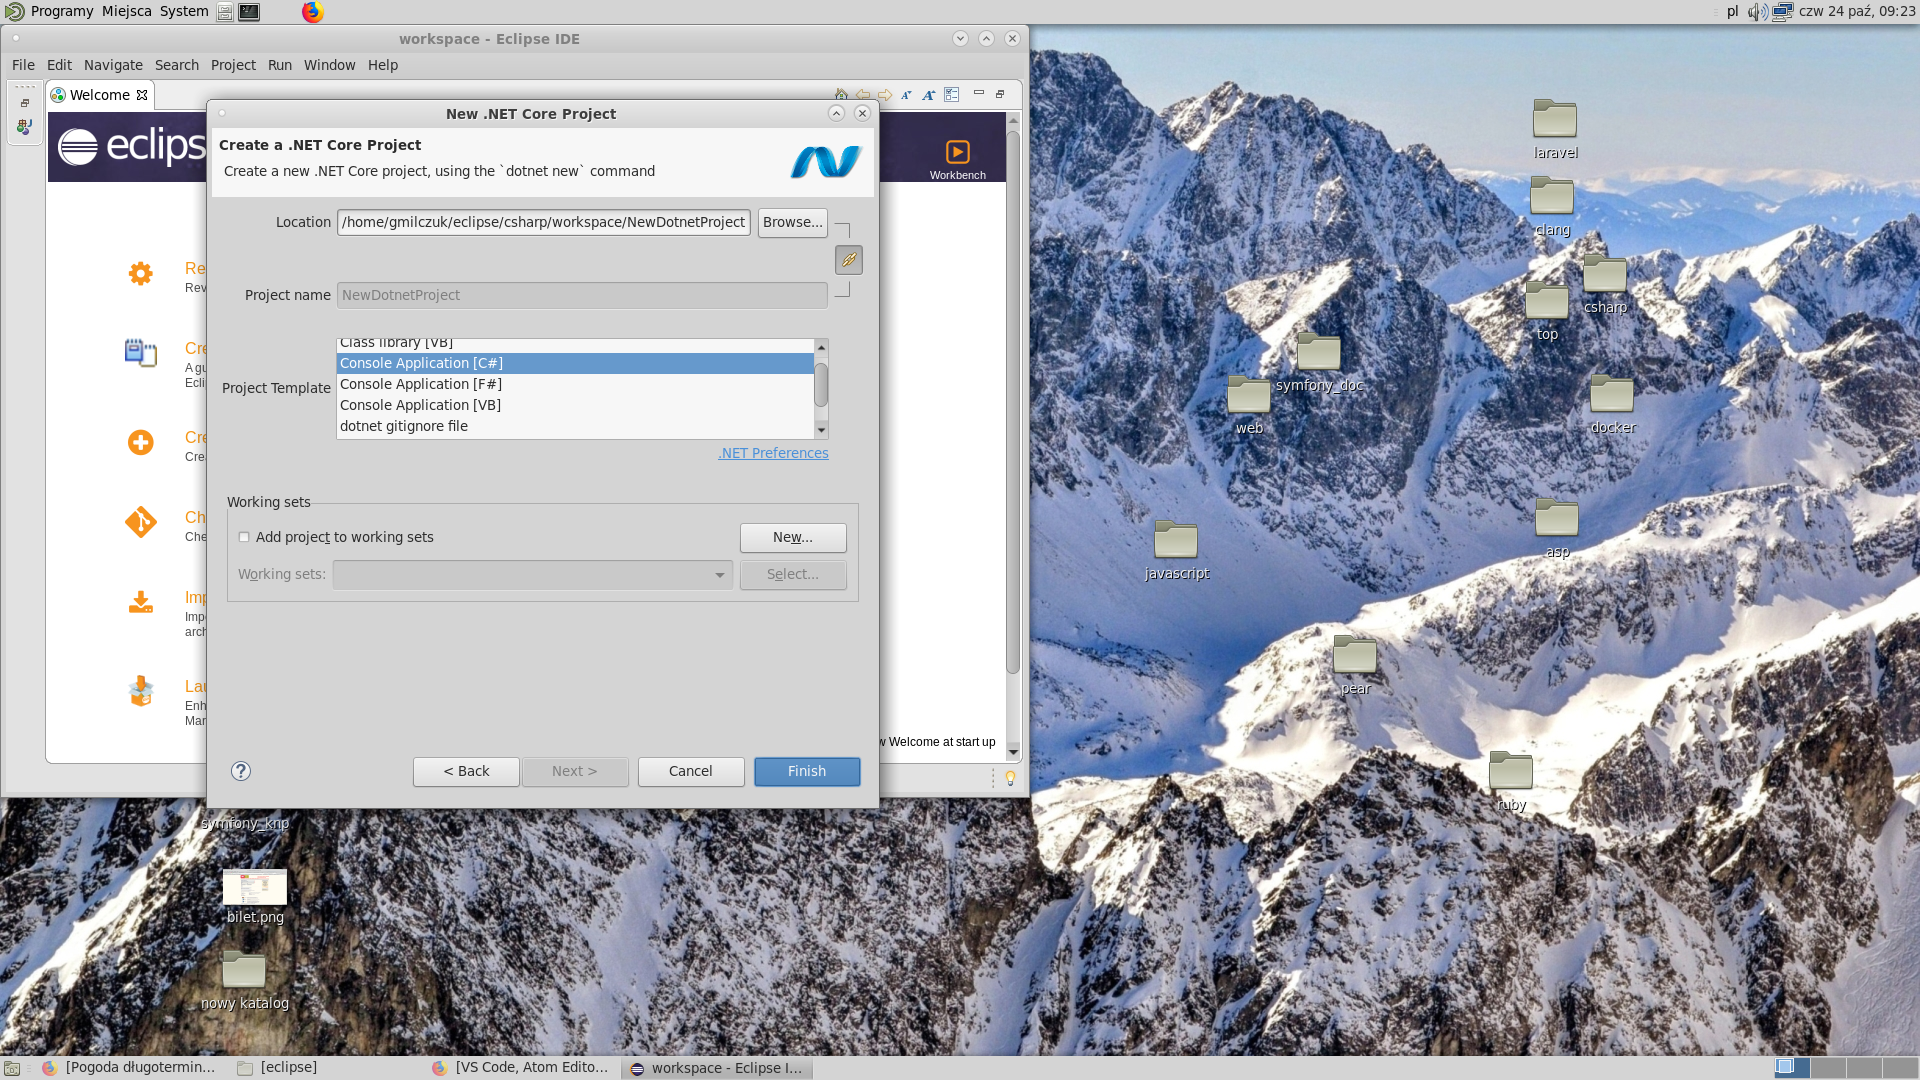 Programy Miejsca System
pl czw 24 paź, 09:23
workspace - Eclipse IDE
File Edit Navigate Search Project Run Window Help
Welcome
eclips
Workbench
New .NET Core Project
Create a .NET Core Project
Create a new .NET Core project, using the `dotnet new` command
Location /home/gmilczuk/eclipse/csharp/workspace/NewDotnetProject Browse...
Project name NewDotnetProject
Project Template
Class library [VB]
Console Application [C#]
Console Application [F#]
Console Application [VB]
dotnet gitignore file
.NET Preferences
Working sets
Add project to working sets New...
Working sets: Select...
< Back Next > Cancel Finish
Re
Rev
Cre
A gu
Ecli
Cre
Crea
Ch
Che
Imp
Impo
arch
Lau
Enh
Mar
w Welcome at start up
laravel
clang
csharp
top
symfony_doc
web
docker
asp
javascript
pear
ruby
symfony_knp
bilet.png
nowy katalog
[Pogoda długotermin... [eclipse] [VS Code, Atom Edito... workspace - Eclipse I...